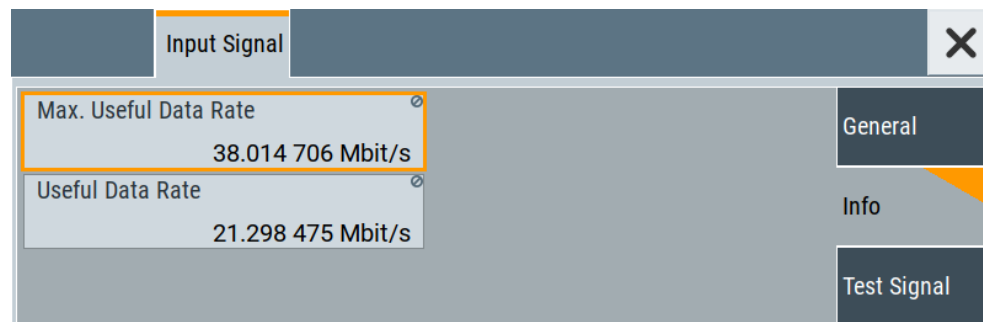 Input Signal
Max. Useful Data Rate
38.014 706 Mbit/s
Useful Data Rate
21.298 475 Mbit/s
General
Info
Test Signal